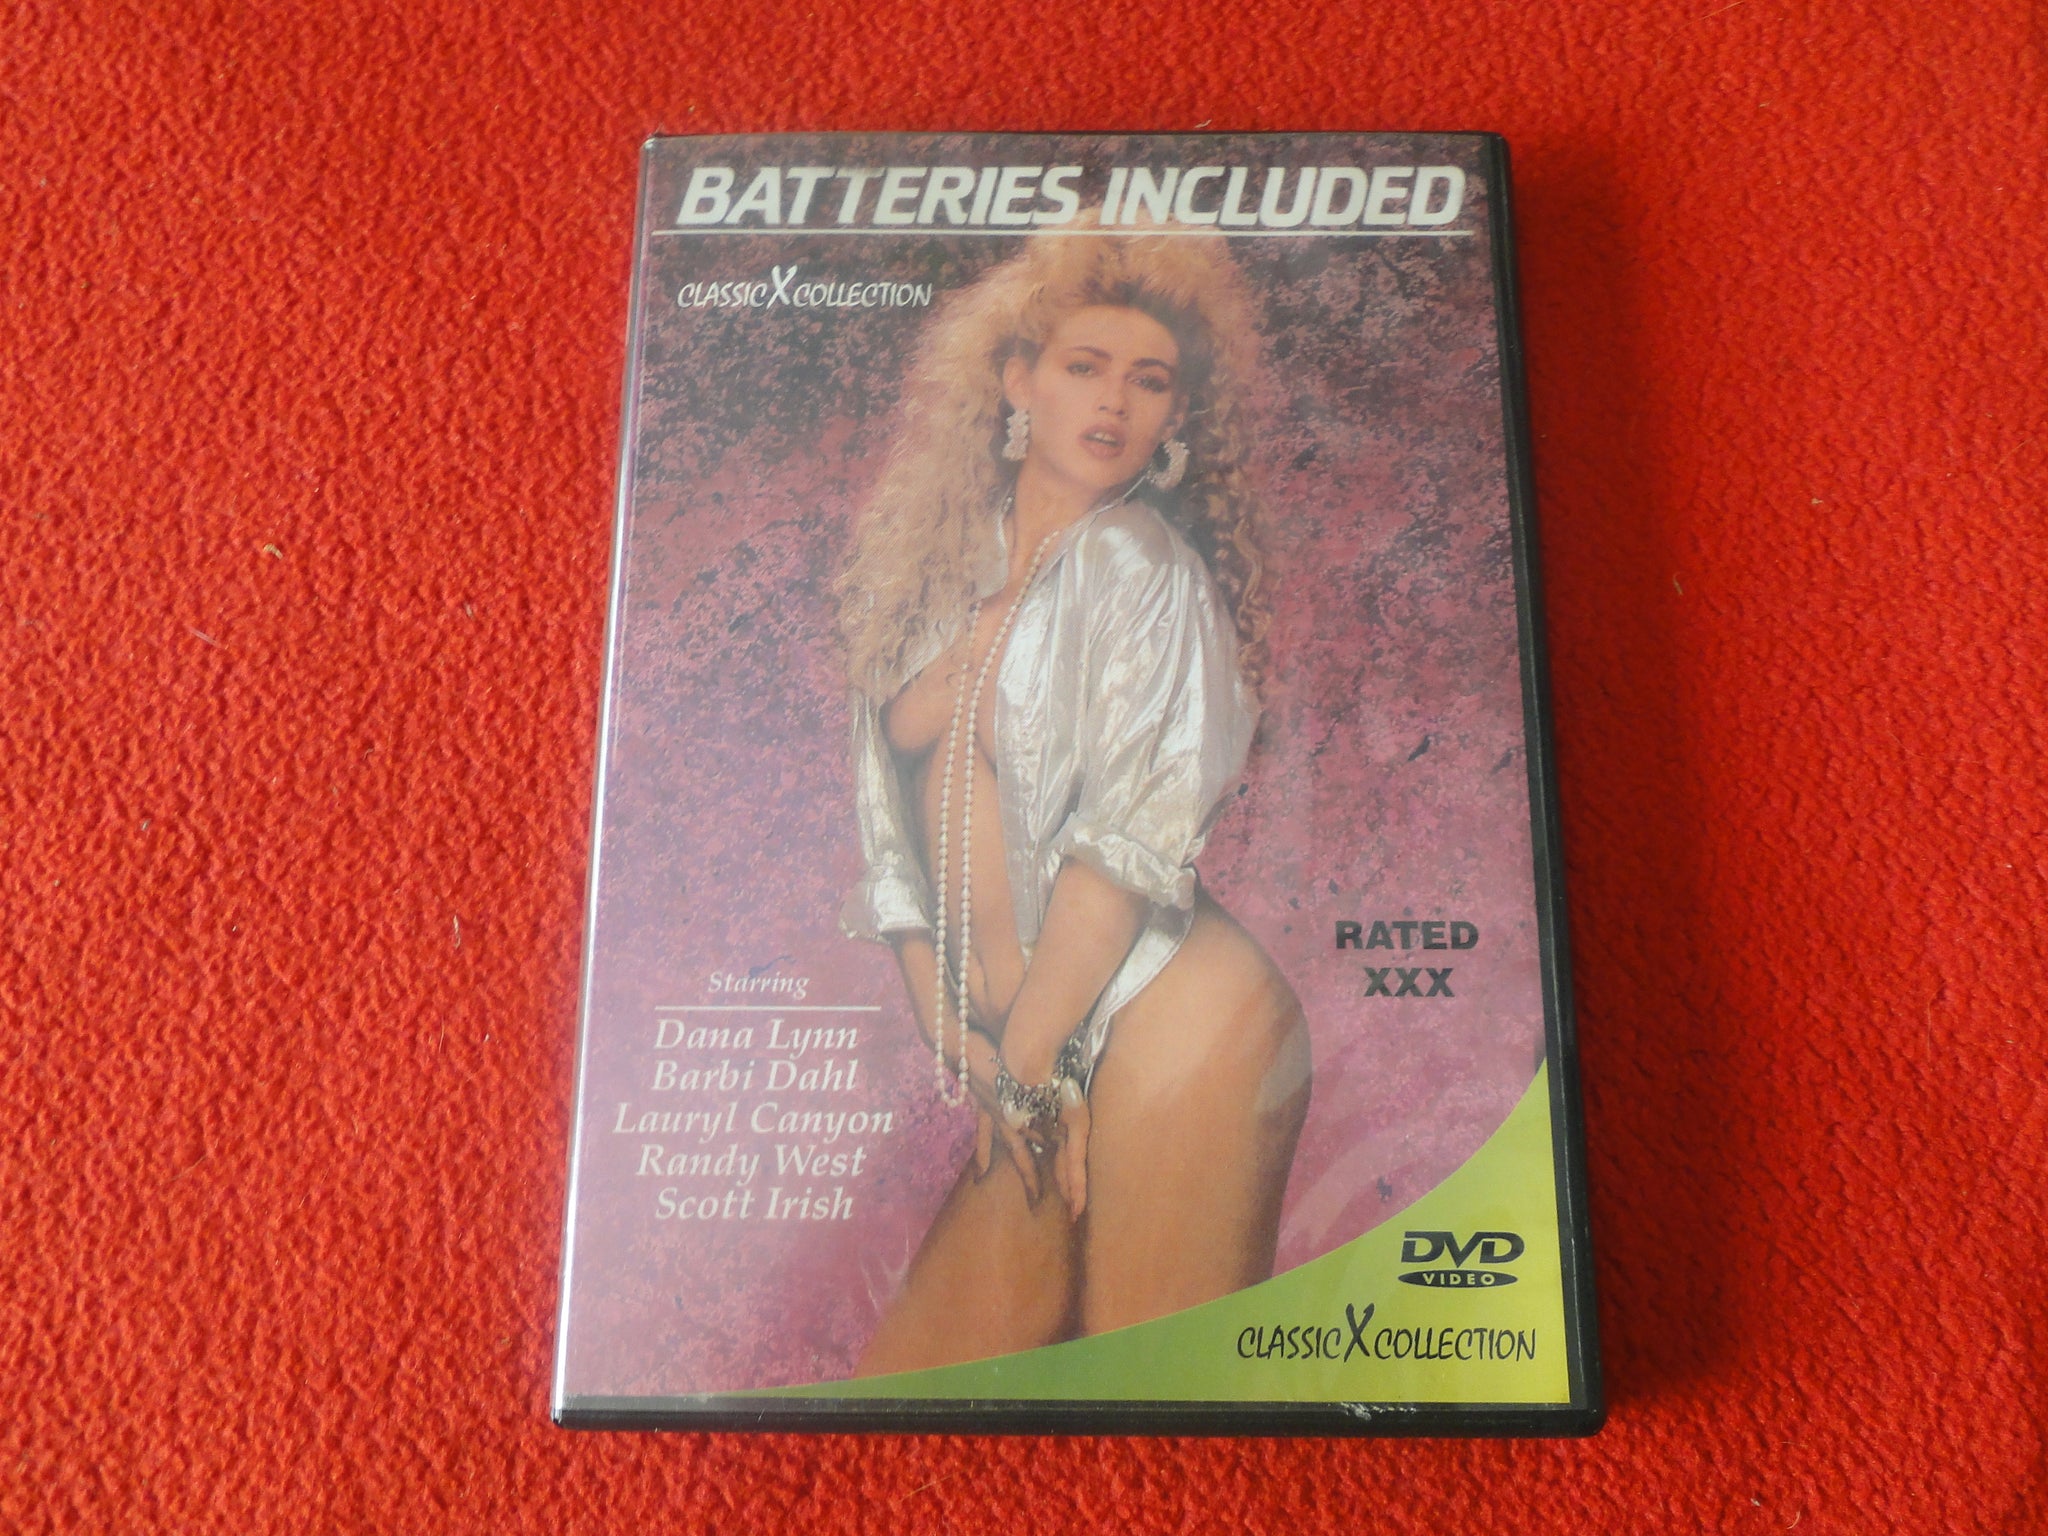 BATTERIES INCLUDED
CLASSIC X COLLECTION
RATED
XXX
Starring
Dana Lynn
Barbi Dahl
Lauryl Canyon
Randy West
Scott Irish
DVD
VIDEO
CLASSIC X COLLECTION